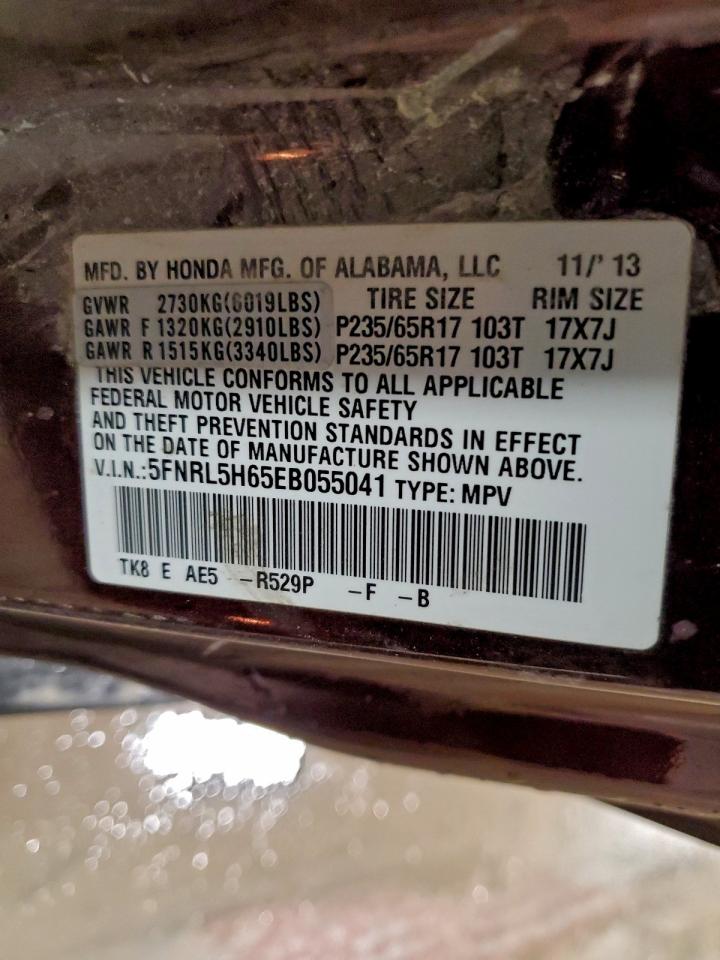 MFD. BY HONDA MFG. OF ALABAMA, LLC 11/' 13
GVWR 2730KG(6019LBS) TIRE SIZE RIM SIZE
GAWR F 1320KG(2910LBS) P235/65R17 103T 17X7J
GAWR R 1515KG(3340LBS) P235/65R17 103T 17X7J
THIS VEHICLE CONFORMS TO ALL APPLICABLE
FEDERAL MOTOR VEHICLE SAFETY
AND THEFT PREVENTION STANDARDS IN EFFECT
ON THE DATE OF MANUFACTURE SHOWN ABOVE.
V.I.N.:5FNRL5H65EB055041 TYPE: MPV
TK8 E AE5 –R529P –F –B